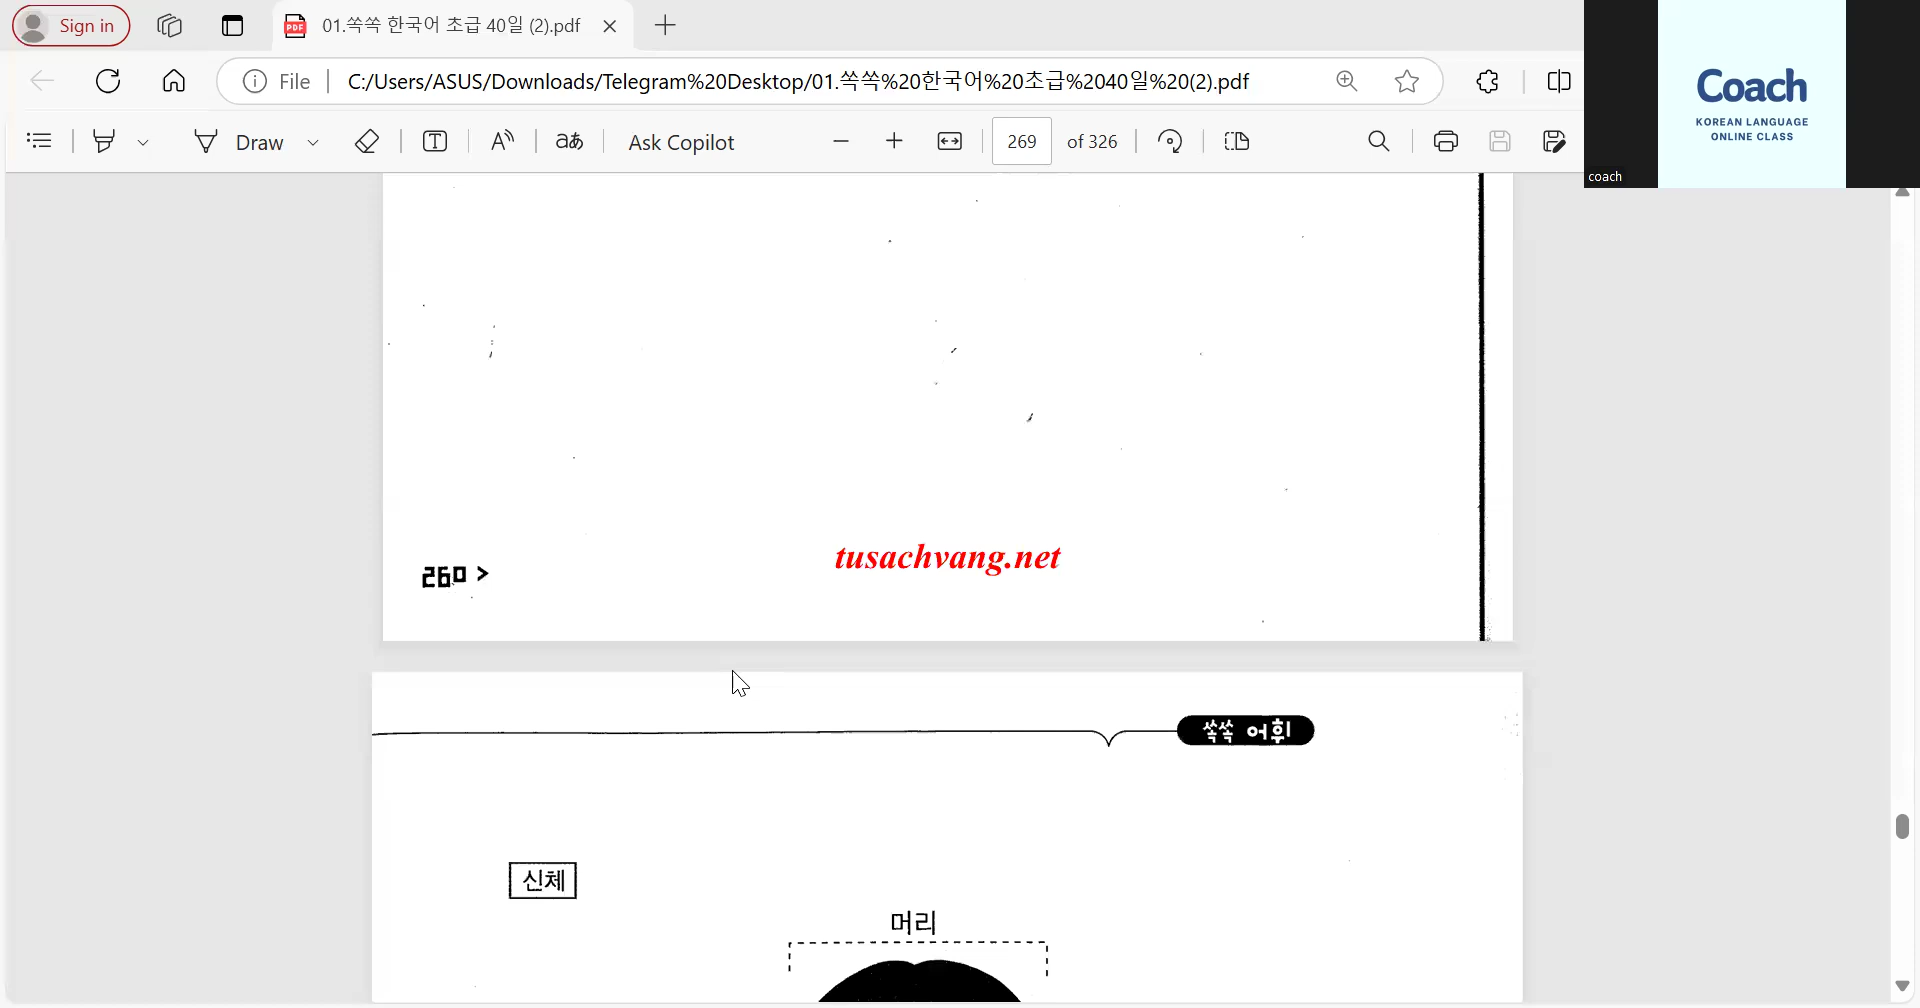 Sign in
01.쏙쏙 한국어 초급 40일 (2).pdf
File
C:/Users/ASUS/Downloads/Telegram%20Desktop/01.쏙쏙%20한국어%20초급%2040일%20(2).pdf
Draw
T
aあ
Ask Copilot
269 of 326
Coach
KOREAN LANGUAGE
ONLINE CLASS
coach
tusachvang.net
260 >
쏙쏙 어휘
신체
머리